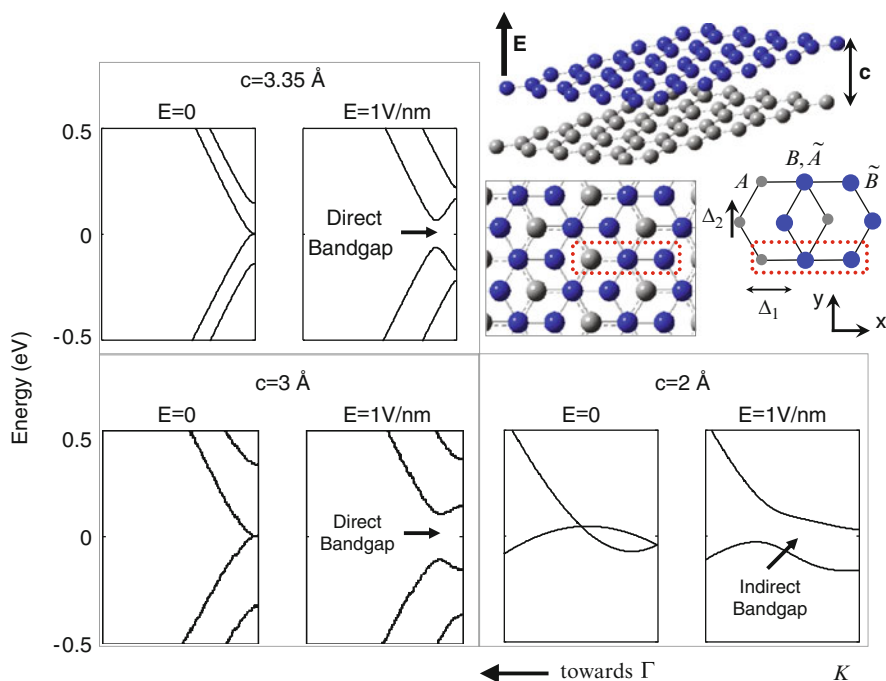 E
c
c=3.35 Å
E=0
E=1V/nm
0.5
0
-0.5
Direct
Bandgap
A
B, Ã
B̃
Δ₂
Δ₁
y
x
Energy (eV)
c=3 Å
E=0
E=1V/nm
0.5
0
-0.5
Direct
Bandgap
c=2 Å
E=0
E=1V/nm
Indirect
Bandgap
towards Γ
K